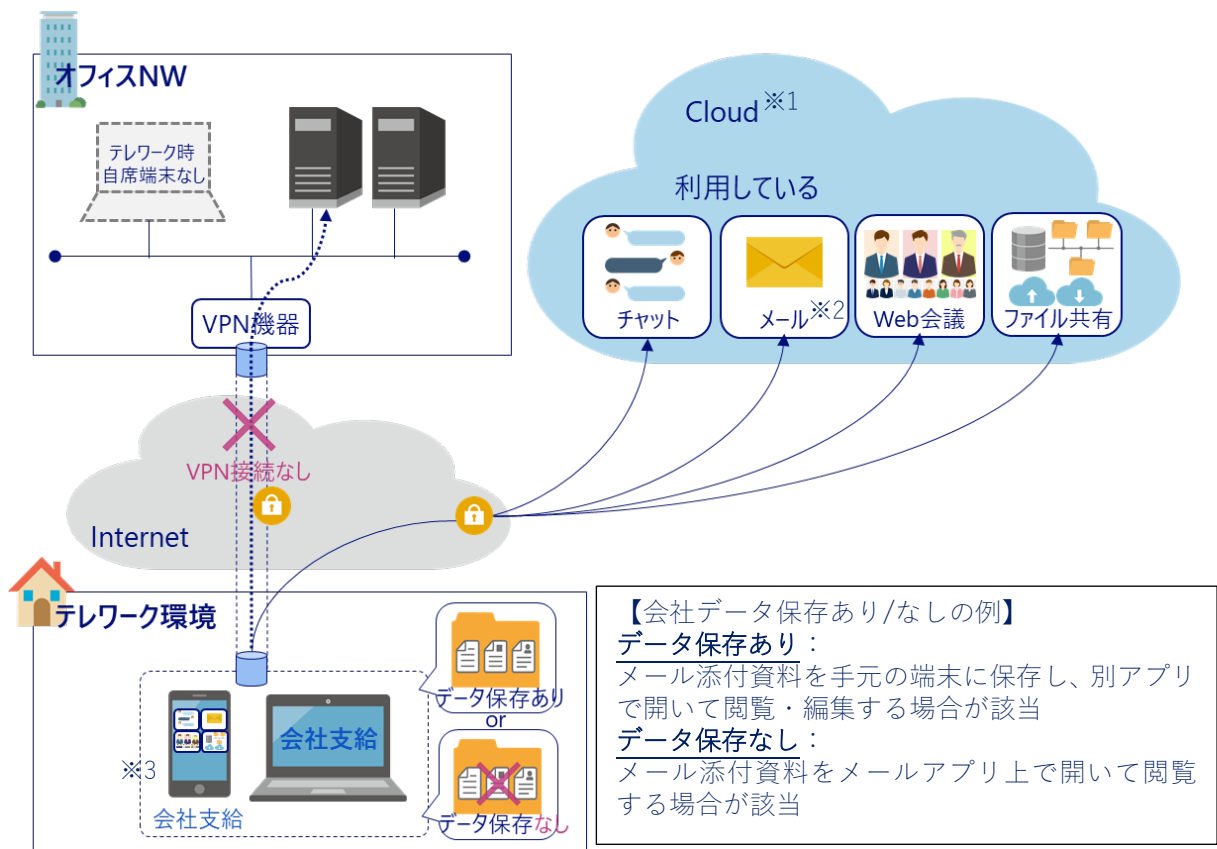 オフィスNW
テレワーク時
自席端末なし
VPN機器
Cloud※1
利用している
チャット
メール※2
Web会議
ファイル共有
VPN接続なし
Internet
テレワーク環境
会社支給
※3
会社支給
データ保存あり
or
データ保存なし
【会社データ保存あり/なしの例】
データ保存あり：
メール添付資料を手元の端末に保存し、別アプリ
で開いて閲覧・編集する場合が該当
データ保存なし：
メール添付資料をメールアプリ上で開いて閲覧
する場合が該当